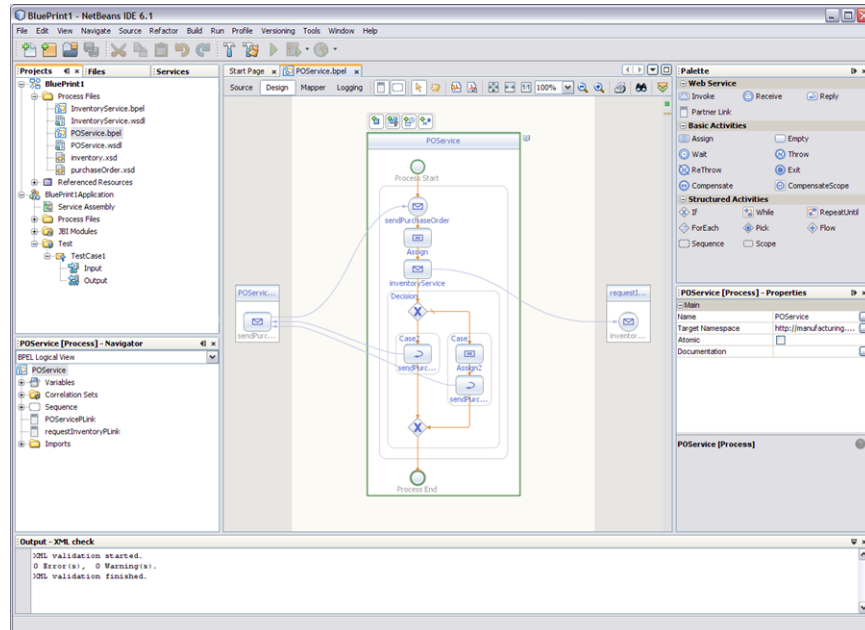 BluePrint1 - NetBeans IDE 6.1
File Edit View Navigate Source Refactor Build Run Profile Versioning Tools Window Help
Projects
Files
Services
BluePrint1
Process Files
InventoryService.bpel
InventoryService.wsdl
POService.bpel
POService.wsdl
inventory.xsd
purchaseOrder.xsd
Referenced Resources
BluePrint1Application
Service Assembly
Process Files
JBI Modules
Test
TestCase1
Input
Output
POService [Process] - Navigator
BPEL Logical View
POService
Variables
Correlation Sets
Sequence
POServicePLink
requestInventoryPLink
Imports
Start Page
POService.bpel
Source Design Mapper Logging 100%
POService
Process Start
sendPurchaseOrder
Assign
inventoryService
POServic...
sendPurc...
requestI...
inventor...
Decision
Case2
sendPurc...
Case
Assign2
sendPurc...
Process End
Palette
Web Service
Invoke Receive Reply
Partner Link
Basic Activities
Assign Empty
Wait Throw
ReThrow Exit
Compensate CompensateScope
Structured Activities
If While RepeatUntil
ForEach Pick Flow
Sequence Scope
POService [Process] - Properties
Main
Name POService
Target Namespace http://manufacturing....
Atomic
Documentation
POService [Process]
Output - XML check
XML validation started.
0 Error(s), 0 Warning(s).
XML validation finished.